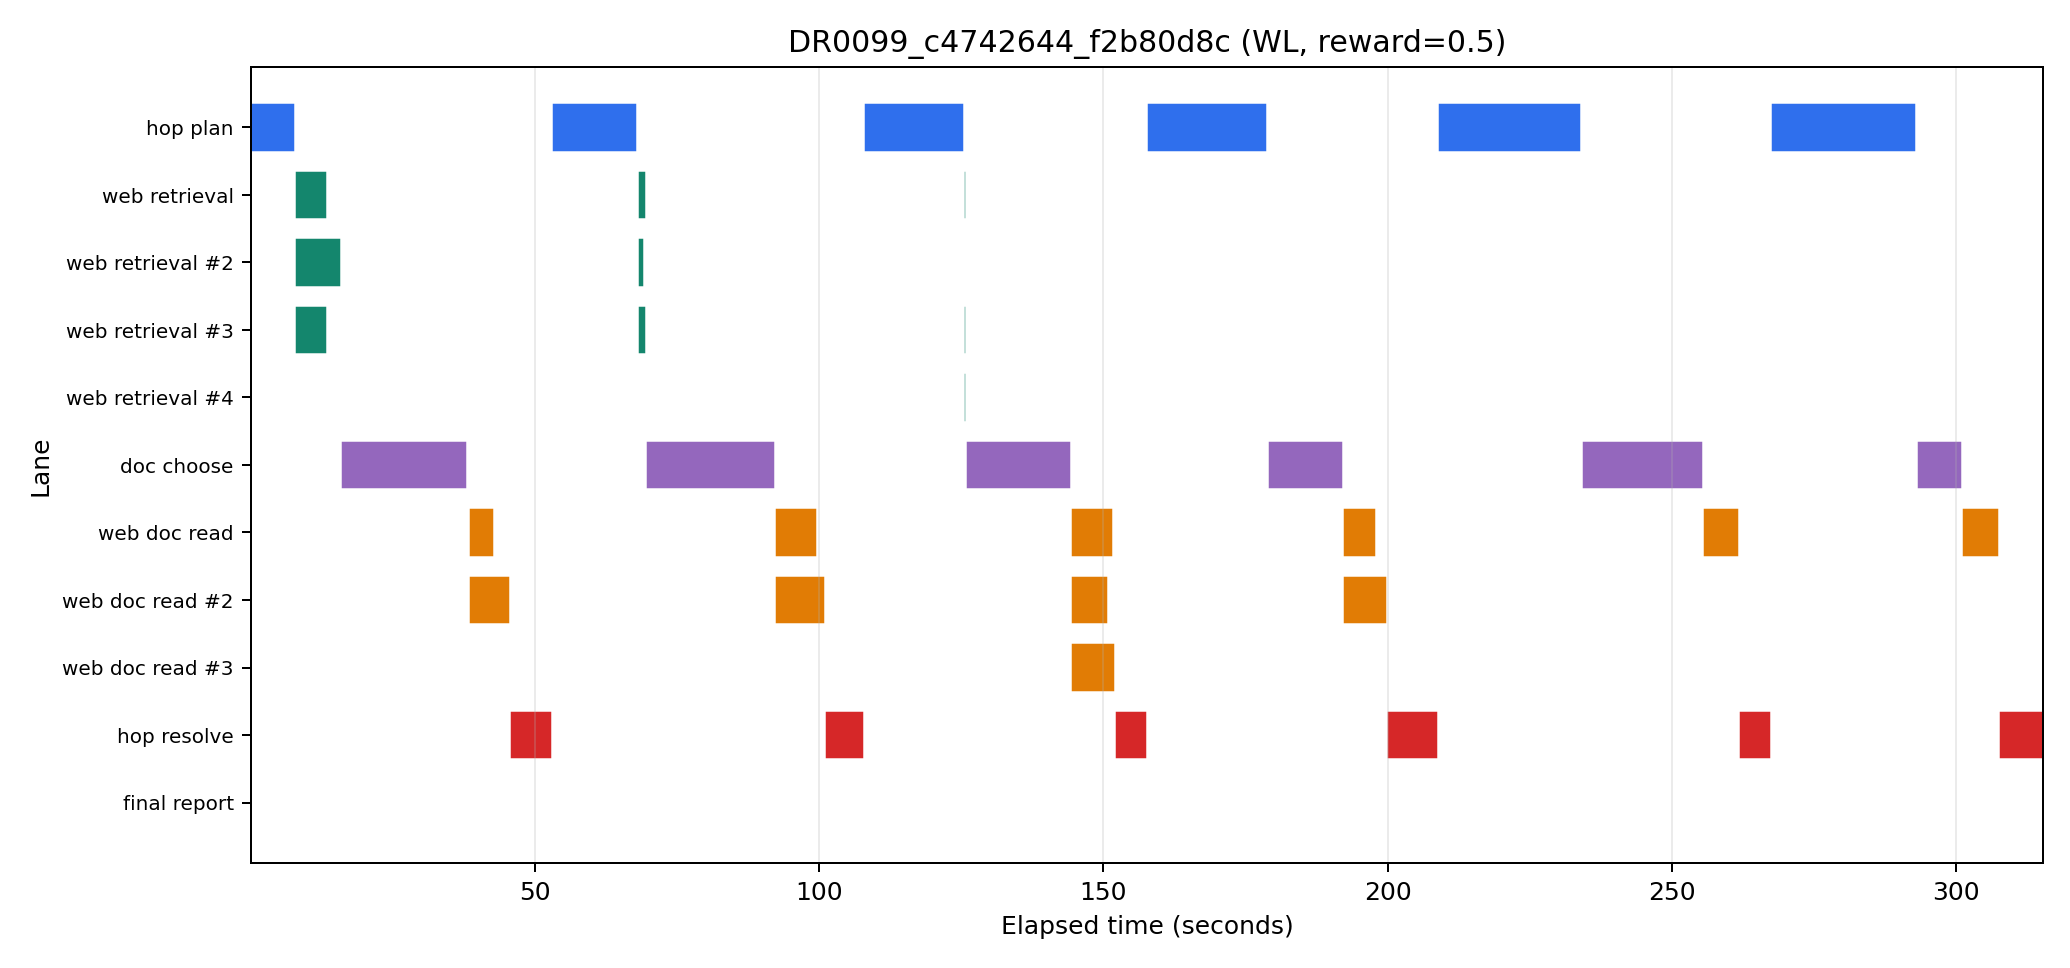 DR0099_c4742644_f2b80d8c (WL, reward=0.5)
hop plan
web retrieval
web retrieval #2
web retrieval #3
web retrieval #4
doc choose
web doc read
web doc read #2
web doc read #3
hop resolve
final report
Lane
50 100 150 200 250 300
Elapsed time (seconds)